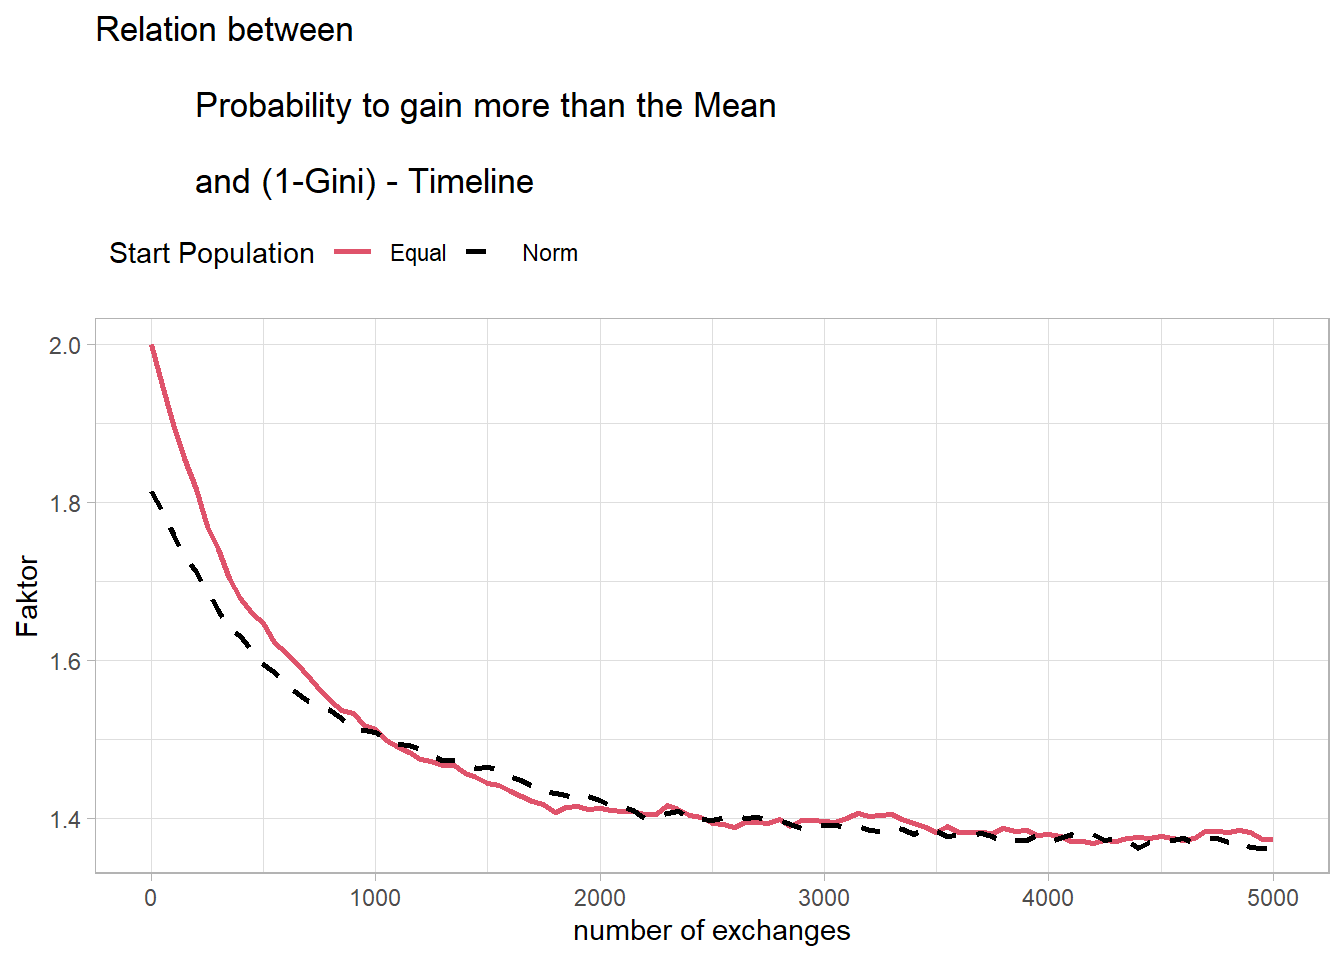 Relation between
Probability to gain more than the Mean
and (1-Gini) - Timeline
Start Population Equal Norm
2.0
1.8
1.6
1.4
Faktor
0 1000 2000 3000 4000 5000
number of exchanges